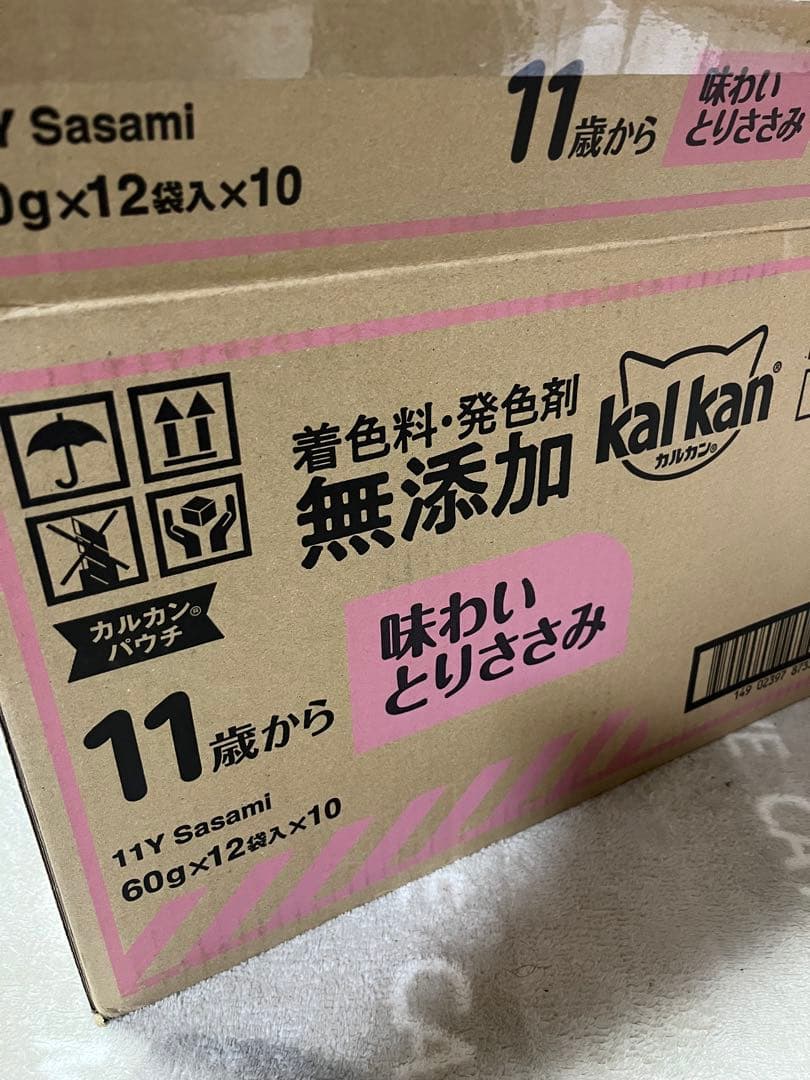 Sasami
g×12袋入×10
11歳から
味わい
とりささみ
着色料・発色剤
無添加
kal kan®
カルカン®
カルカン®
パウチ
味わい
とりささみ
11歳から
11Y Sasami
60g×12袋入×10
149 02397
CA